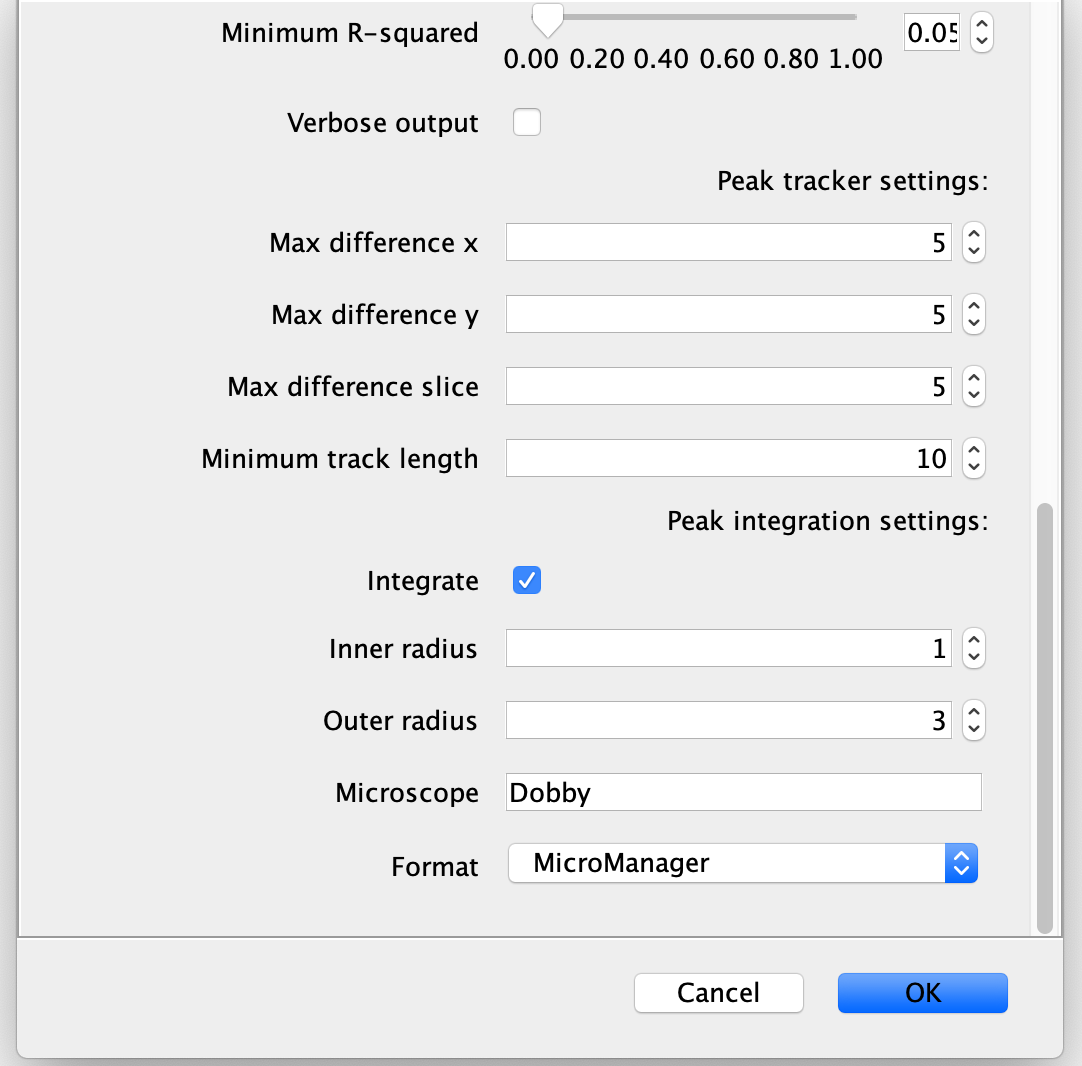 Minimum R-squared 0.05
0.00 0.20 0.40 0.60 0.80 1.00
Verbose output
Peak tracker settings:
Max difference x 5
Max difference y 5
Max difference slice 5
Minimum track length 10
Peak integration settings:
Integrate
Inner radius 1
Outer radius 3
Microscope Dobby
Format MicroManager
Cancel OK